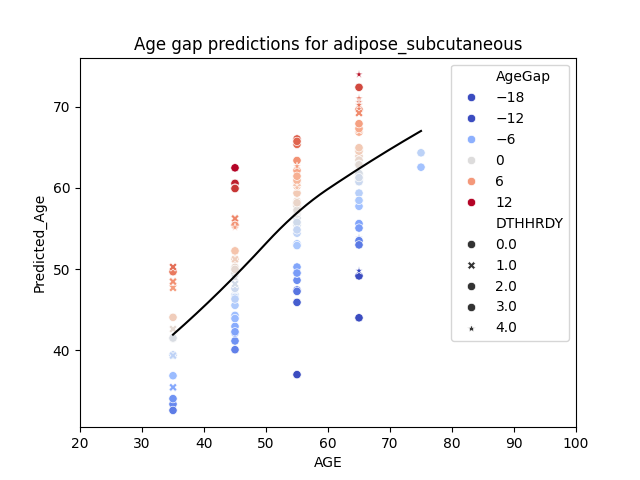 Age gap predictions for adipose_subcutaneous
Predicted_Age
70
60
50
40
20 30 40 50 60 70 80 90 100
AGE
AgeGap
−18
−12
−6
0
6
12
DTHHRDY
0.0
1.0
2.0
3.0
4.0